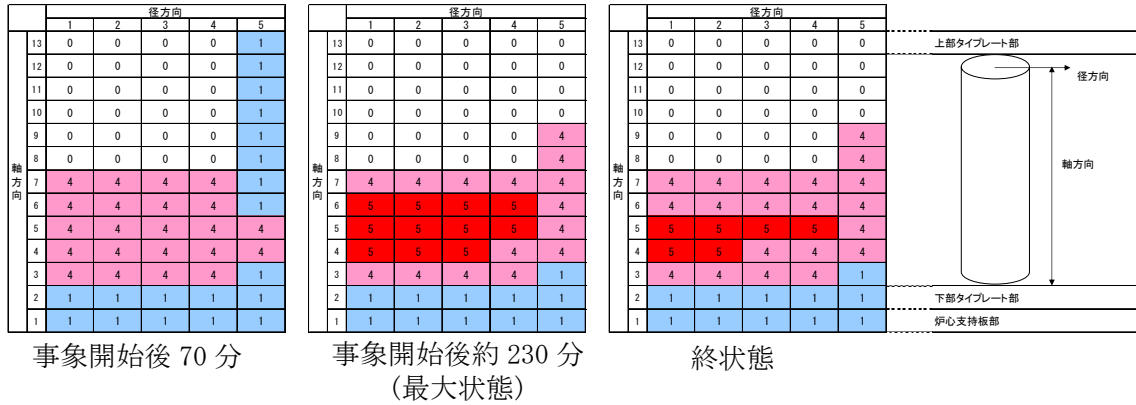 径方向 径方向 径方向
1 2 3 4 5 1 2 3 4 5 1 2 3 4 5
13 0 0 0 0 1 13 0 0 0 0 0 13 0 0 0 0 0 上部タイプレート部
12 0 0 0 0 1 12 0 0 0 0 0 12 0 0 0 0 0
径方向
11 0 0 0 0 1 11 0 0 0 0 0 11 0 0 0 0 0
10 0 0 0 0 1 10 0 0 0 0 0 10 0 0 0 0 0
9 0 0 0 0 1 9 0 0 0 0 4 9 0 0 0 0 4
8 0 0 0 0 1 8 0 0 0 0 4 8 0 0 0 0 4
軸方向 軸方向 軸方向 軸方向
7 4 4 4 4 1 7 4 4 4 4 4 7 4 4 4 4 4
6 4 4 4 4 1 6 5 5 5 5 4 6 4 4 4 4 4
5 4 4 4 4 4 5 5 5 5 5 4 5 5 5 5 5 4
4 4 4 4 4 4 4 5 5 5 4 4 4 5 5 4 4 4
3 4 4 4 4 1 3 4 4 4 4 1 3 4 4 4 4 1
2 1 1 1 1 1 2 1 1 1 1 1 2 1 1 1 1 1 下部タイプレート部
1 1 1 1 1 1 1 1 1 1 1 1 1 1 1 1 1 1 炉心支持板部
事象開始後 70 分 事象開始後約 230 分 終状態
(最大状態)